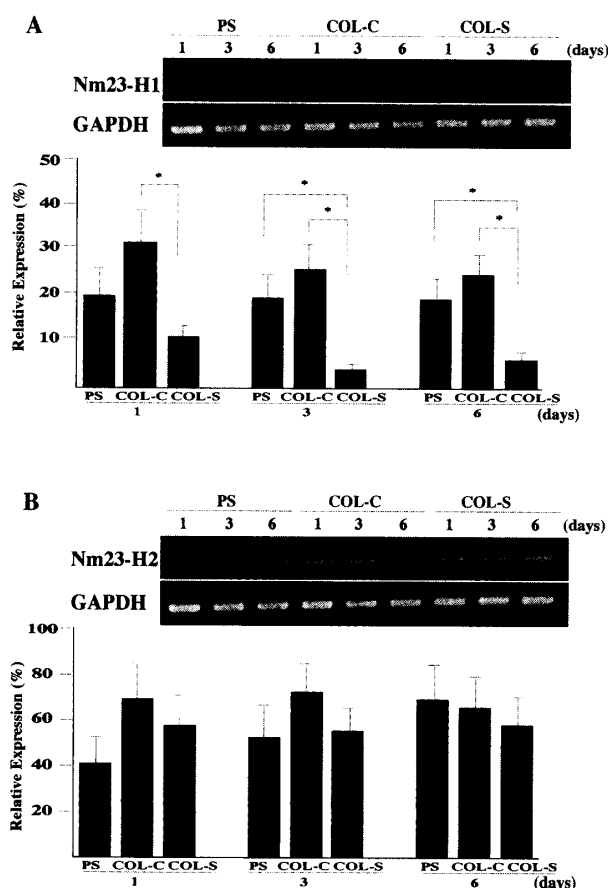 A
PS COL-C COL-S
1 3 6 1 3 6 1 3 6 (days)
Nm23-H1
GAPDH
Relative Expression (%)
50
40
30
20
10
* * * * *
PS COL-C COL-S PS COL-C COL-S PS COL-C COL-S
1 3 6 (days)
B
PS COL-C COL-S
1 3 6 1 3 6 1 3 6 (days)
Nm23-H2
GAPDH
Relative Expression (%)
100
80
60
40
20
PS COL-C COL-S PS COL-C COL-S PS COL-C COL-S
1 3 6 (days)